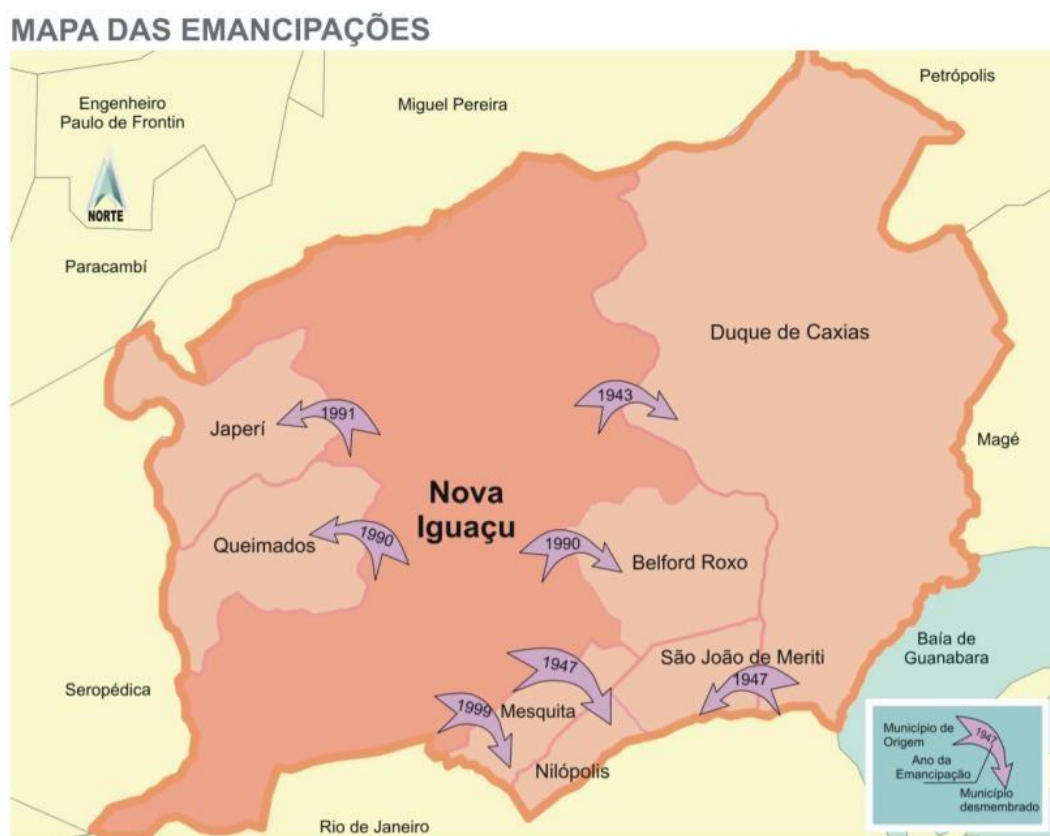 MAPA DAS EMANCIPAÇÕES
Petrópolis
Engenheiro
Paulo de Frontin
Miguel Pereira
NORTE
Paracambí
Duque de Caxias
1991
1943
Japerí
Magé
Nova
Iguaçu
Queimados
1990
1990
Belford Roxo
Baía de
Guanabara
São João de Meriti
1947
1947
Seropédica
1999
Mesquita
Nilópolis
Rio de Janeiro
Município de
Origem
1947
Ano da
Emancipação
Município
desmembrado